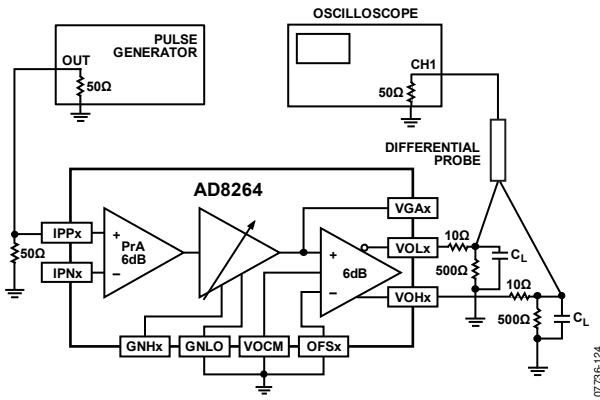 OSCILLOSCOPE
PULSE
GENERATOR
OUT
50Ω
CH1
50Ω
DIFFERENTIAL
PROBE
AD8264
VGAx
IPPx
+
PrA
6dB
–
IPNx
50Ω
+
6dB
–
VOLx
10Ω
500Ω
CL
VOHx
10Ω
500Ω
CL
GNHx
GNLO
VOCM
OFSx
07736-124